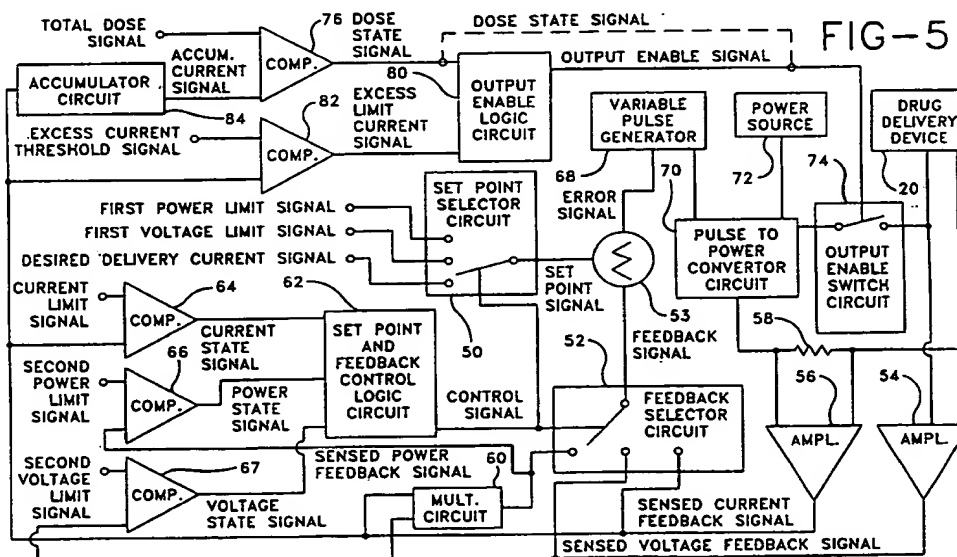 FIG-5
TOTAL DOSE
SIGNAL
76
DOSE
STATE
SIGNAL
DOSE STATE SIGNAL
COMP.
ACCUM.
CURRENT
SIGNAL
ACCUMULATOR
CIRCUIT
84
80
OUTPUT
ENABLE
LOGIC
CIRCUIT
OUTPUT ENABLE SIGNAL
EXCESS CURRENT
THRESHOLD SIGNAL
82
COMP.
EXCESS
LIMIT
CURRENT
SIGNAL
VARIABLE
PULSE
GENERATOR
68
POWER
SOURCE
72
DRUG
DELIVERY
DEVICE
20
74
70
ERROR
SIGNAL
FIRST POWER LIMIT SIGNAL
FIRST VOLTAGE LIMIT SIGNAL
DESIRED DELIVERY CURRENT SIGNAL
SET POINT
SELECTOR
CIRCUIT
50
SET
POINT
SIGNAL
53
PULSE TO
POWER
CONVERTOR
CIRCUIT
OUTPUT
ENABLE
SWITCH
CIRCUIT
CURRENT
LIMIT
SIGNAL
64
COMP.
CURRENT
STATE
SIGNAL
62
SET POINT
AND
FEEDBACK
CONTROL
LOGIC
CIRCUIT
SECOND
POWER
LIMIT
SIGNAL
66
COMP.
POWER
STATE
SIGNAL
CONTROL
SIGNAL
52
FEEDBACK
SIGNAL
FEEDBACK
SELECTOR
CIRCUIT
58
56
54
AMPL.
AMPL.
SENSED POWER
FEEDBACK SIGNAL
SECOND
VOLTAGE
LIMIT
SIGNAL
67
COMP.
VOLTAGE
STATE SIGNAL
60
MULT.
CIRCUIT
SENSED CURRENT
FEEDBACK SIGNAL
SENSED VOLTAGE FEEDBACK SIGNAL